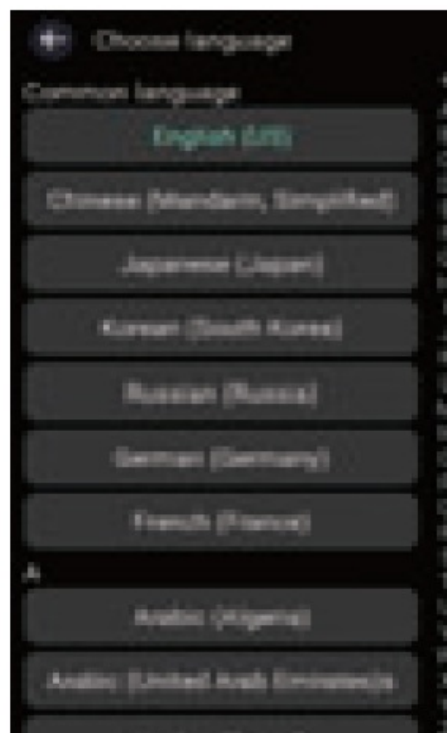 Choose language
Common language
English (US)
Chinese (Mandarin, Simplified)
Japanese (Japan)
Korean (South Korea)
Russian (Russia)
German (Germany)
French (France)
A
Arabic (Algeria)
Arabic (United Arab Emirates)